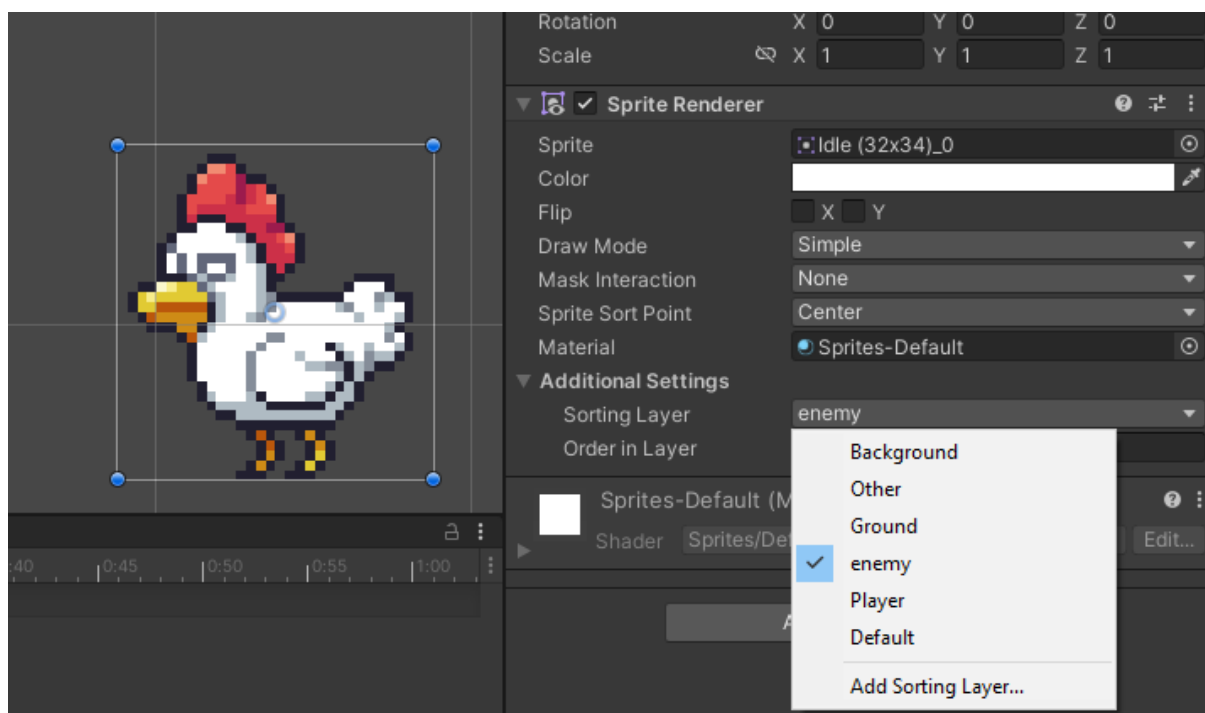 Rotation X 0 Y 0 Z 0
Scale X 1 Y 1 Z 1
Sprite Renderer
Sprite Idle (32x34)_0
Color
Flip X Y
Draw Mode Simple
Mask Interaction None
Sprite Sort Point Center
Material Sprites-Default
Additional Settings
Sorting Layer enemy
Order in Layer
Background
Other
Ground
enemy
Player
Default
Add Sorting Layer...
Sprites-Default (M
Shader Sprites/De Edit...
:40 0:45 0:50 0:55 1:00